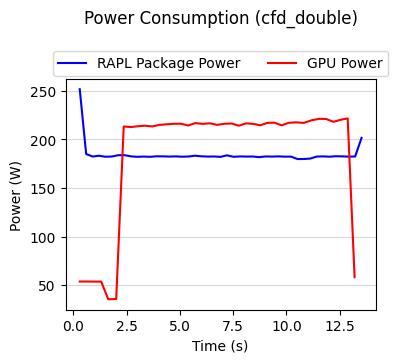 Power Consumption (cfd_double)
RAPL Package Power GPU Power
250
200
150
100
50
Power (W)
0.0 2.5 5.0 7.5 10.0 12.5
Time (s)